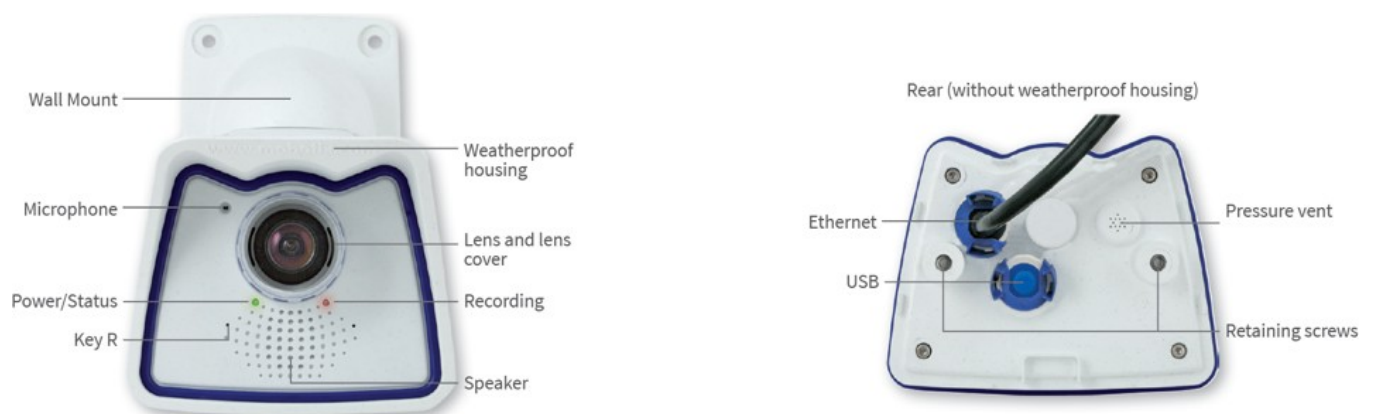 Wall Mount
Weatherproof
housing
Microphone
Lens and lens
cover
Power/Status
Recording
Key R
Speaker
Rear (without weatherproof housing)
Ethernet
Pressure vent
USB
Retaining screws